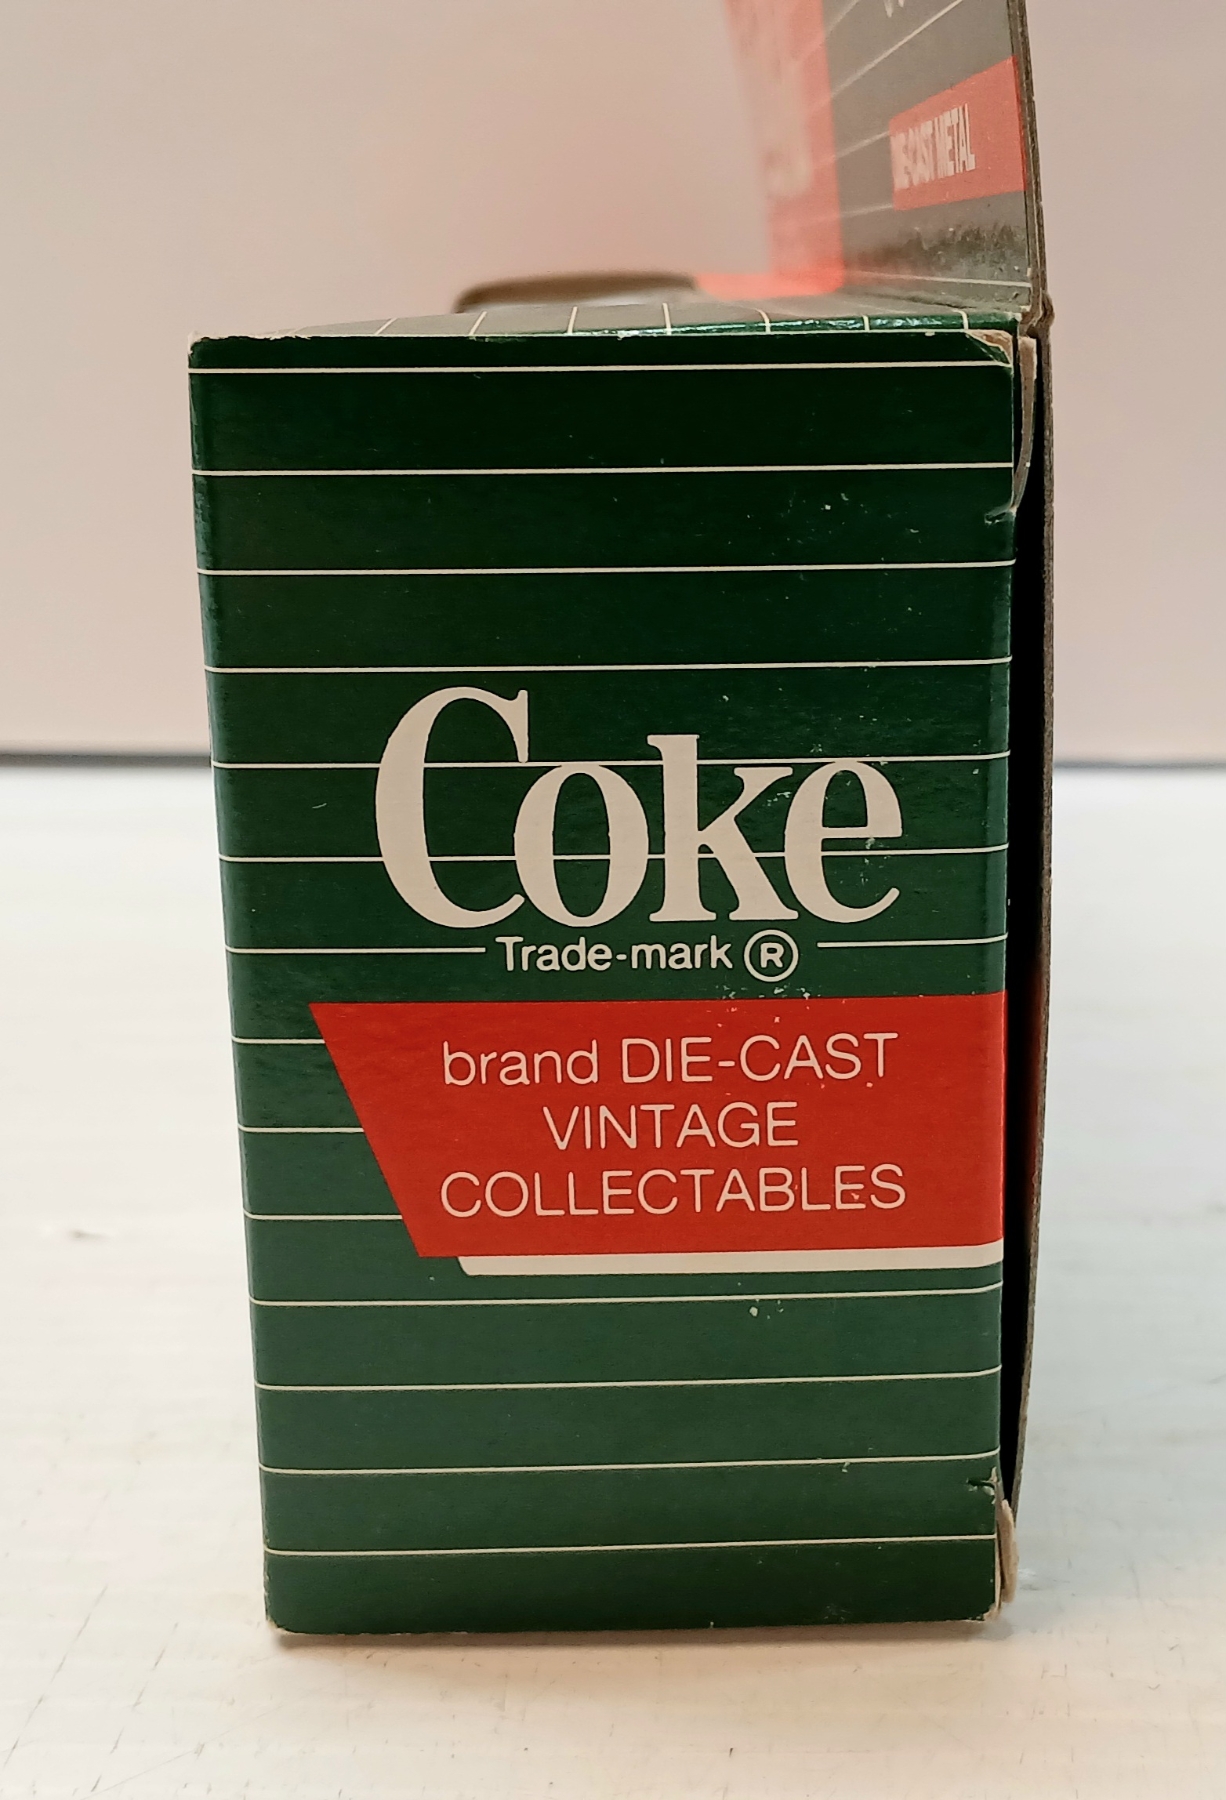 DIE-CAST METAL
Coke
Trade-mark ®
brand DIE-CAST
VINTAGE
COLLECTABLES